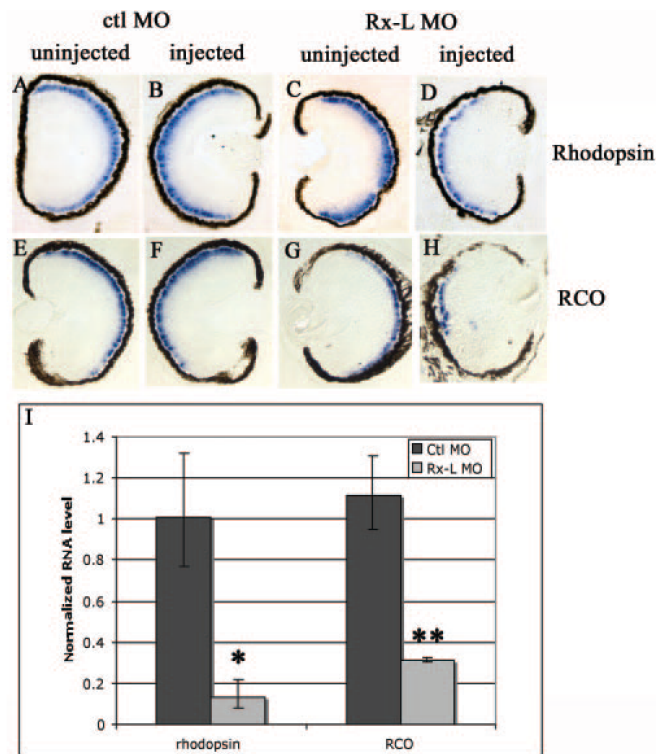 ctl MO Rx-L MO
uninjected injected uninjected injected
A B C D Rhodopsin
E F G H RCO
I
1.4
1.2
1
0.8
0.6
0.4
0.2
0
Normalized RNA level
Ctl MO
Rx-L MO
*
**
rhodopsin RCO